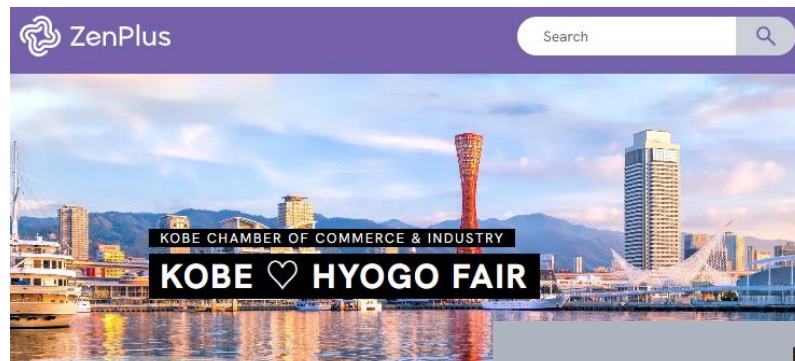 ZenPlus
Search
KOBE CHAMBER OF COMMERCE & INDUSTRY
KOBE ♡ HYOGO FAIR